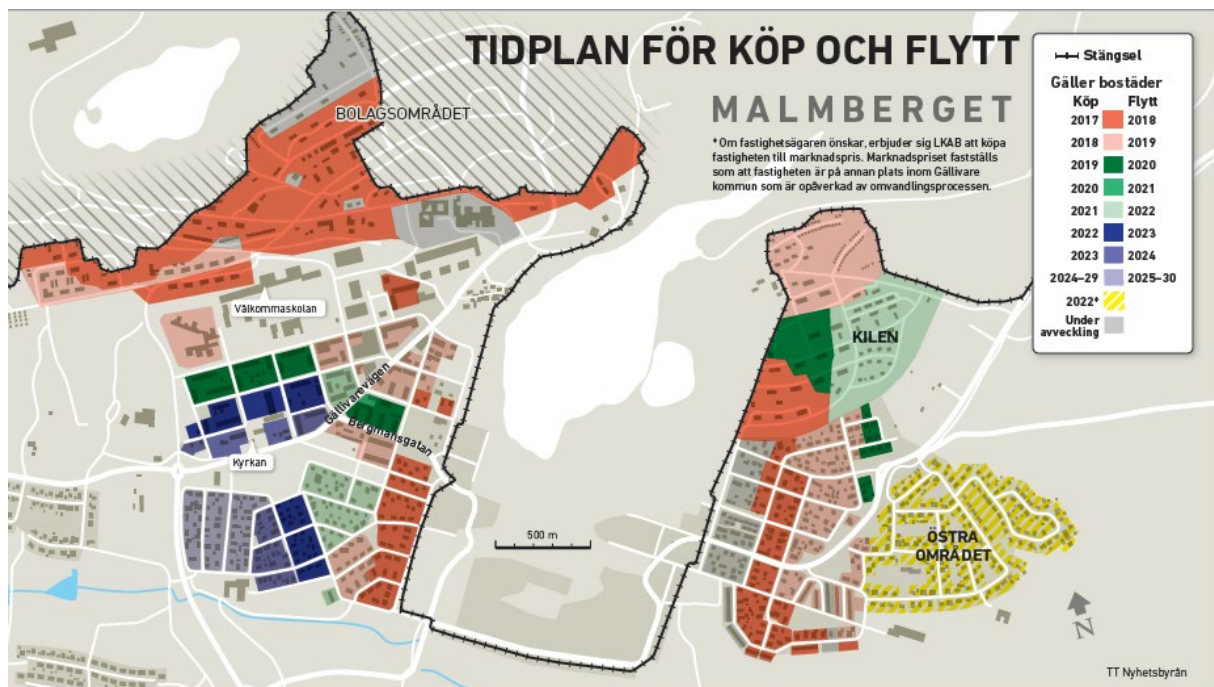 TIDPLAN FÖR KÖP OCH FLYTT
MALMBERGET
* Om fastighetsägaren önskar, erbjuder sig LKAB att köpa
fastigheten till marknadspris. Marknadspriset fastställs
som att fastigheten är på annan plats inom Gällivare
kommun som är opåverkad av omvandlingsprocessen.
Stängsel
Gäller bostäder
Köp Flytt
2017 2018
2018 2019
2019 2020
2020 2021
2021 2022
2022 2023
2023 2024
2024–29 2025–30
2022*
Under
avveckling
BOLAGSOMRÅDET
Välkommaskolan
Gällivarevägen
Bergmansgatan
Kyrkan
500 m
KILEN
ÖSTRA
OMRÅDET
N
TT Nyhetsbyrån